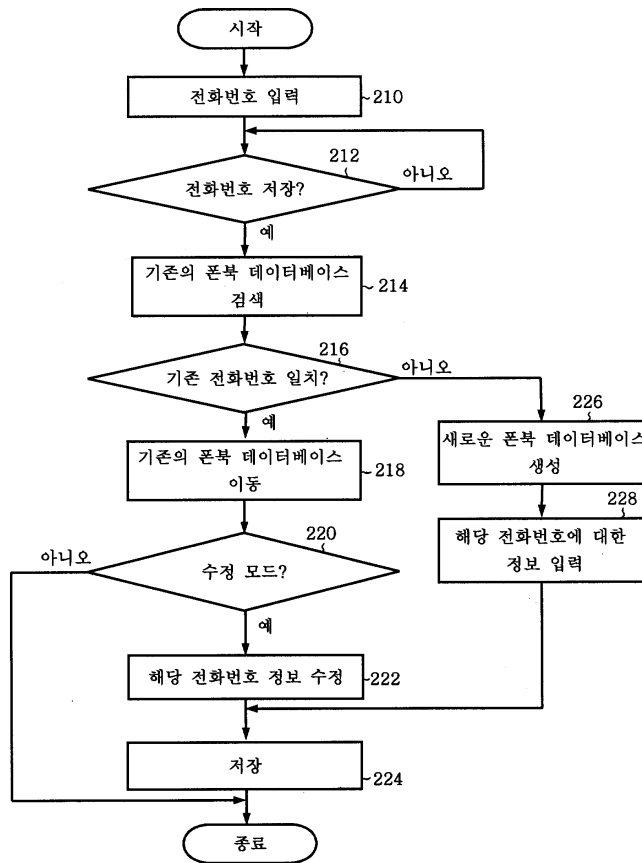 시작
전화번호 입력
210
212
전화번호 저장?
아니오
예
기존의 폰북 데이터베이스
검색
214
216
기존 전화번호 일치?
아니오
예
기존의 폰북 데이터베이스
이동
218
226
새로운 폰북 데이터베이스
생성
228
해당 전화번호에 대한
정보 입력
220
수정 모드?
아니오
예
해당 전화번호 정보 수정
222
저장
224
종료